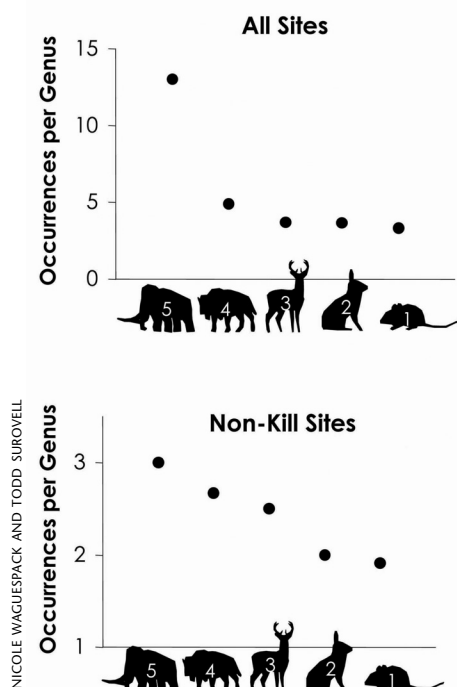 All Sites
Occurrences per Genus
15
10
5
0
5 4 3 2 1
Non-Kill Sites
Occurrences per Genus
3
2
1
5 4 3 2 1
NICOLE WAGUESPACK AND TODD SUROVELL